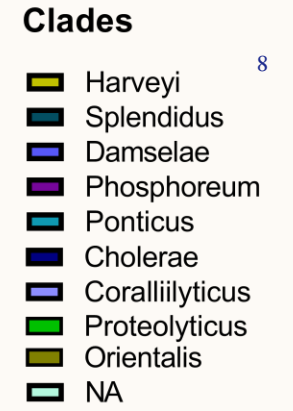 Clades
8
Harveyi
Splendidus
Damselae
Phosphoreum
Ponticus
Cholerae
Coralliilyticus
Proteolyticus
Orientalis
NA